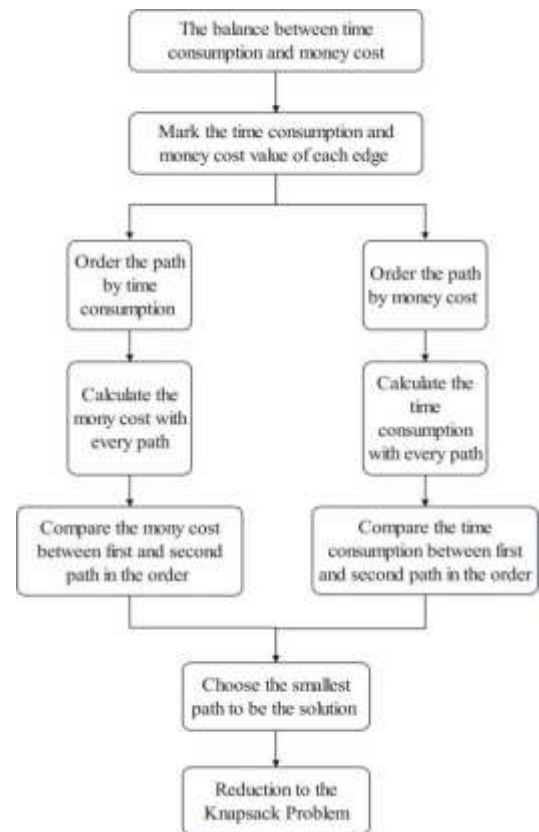 The balance between time
consumption and money cost
Mark the time consumption and
money cost value of each edge
Order the path
by time
consumption
Order the path
by money cost
Calculate the
mony cost with
every path
Calculate the
time
consumption
with every path
Compare the mony cost
between first and second
path in the order
Compare the time
consumption between first
and second path in the order
Choose the smallest
path to be the solution
Reduction to the
Knapsack Problem